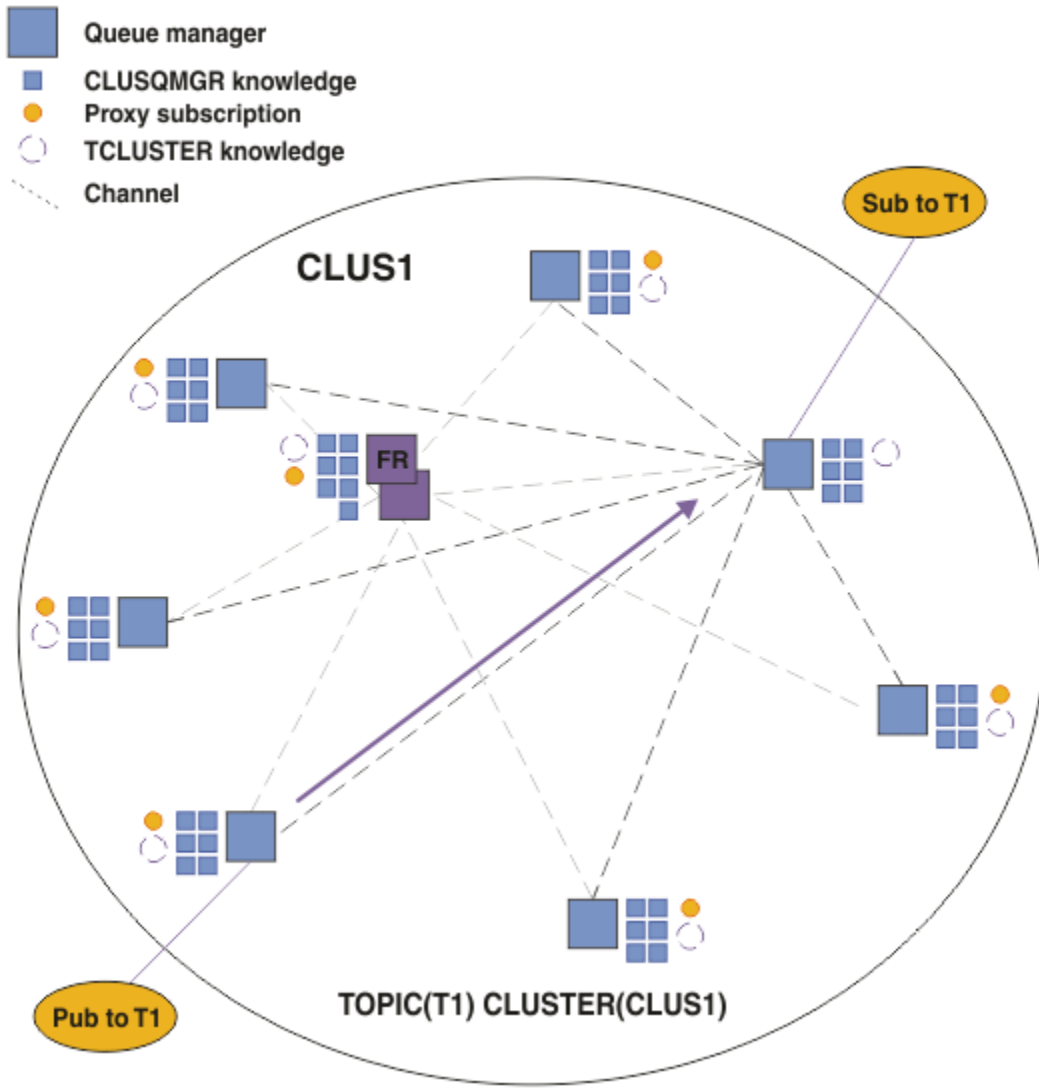 Queue manager
CLUSQMGR knowledge
Proxy subscription
TCLUSTER knowledge
Channel
Sub to T1
CLUS1
FR
Pub to T1
TOPIC(T1) CLUSTER(CLUS1)